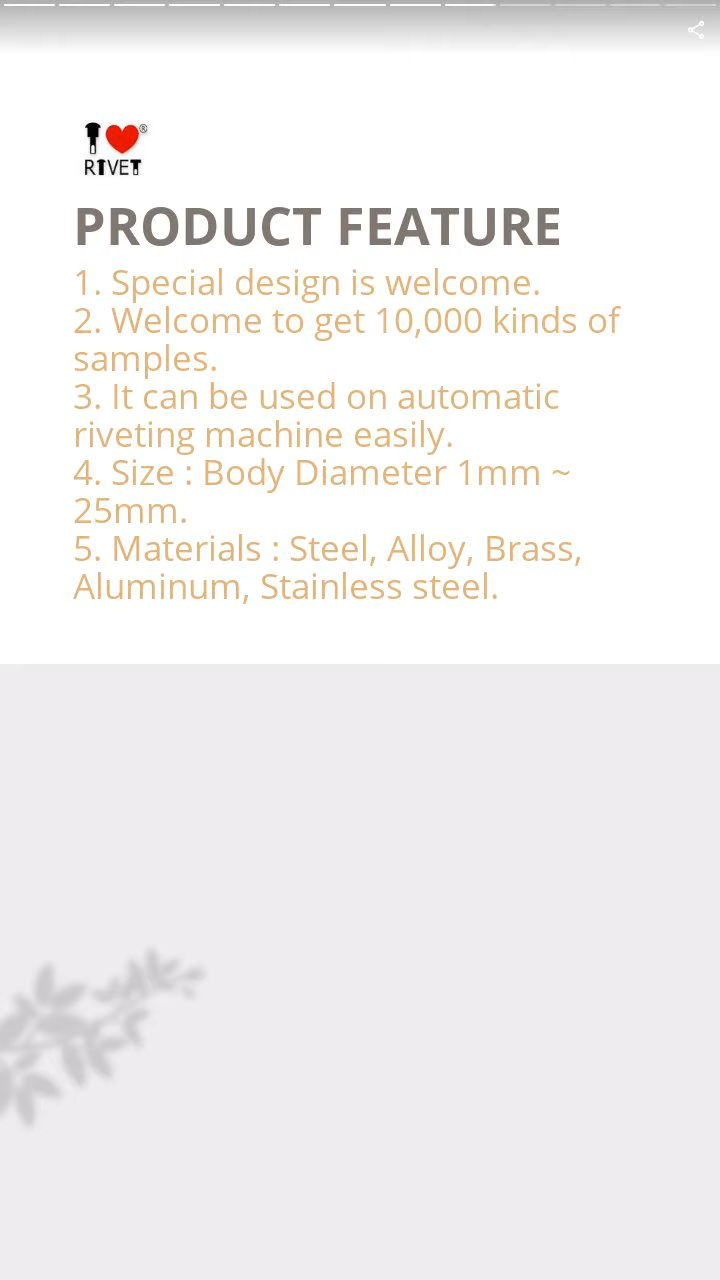 I ❤®
RIVET
PRODUCT FEATURE
1. Special design is welcome.
2. Welcome to get 10,000 kinds of
samples.
3. It can be used on automatic
riveting machine easily.
4. Size : Body Diameter 1mm ~
25mm.
5. Materials : Steel, Alloy, Brass,
Aluminum, Stainless steel.